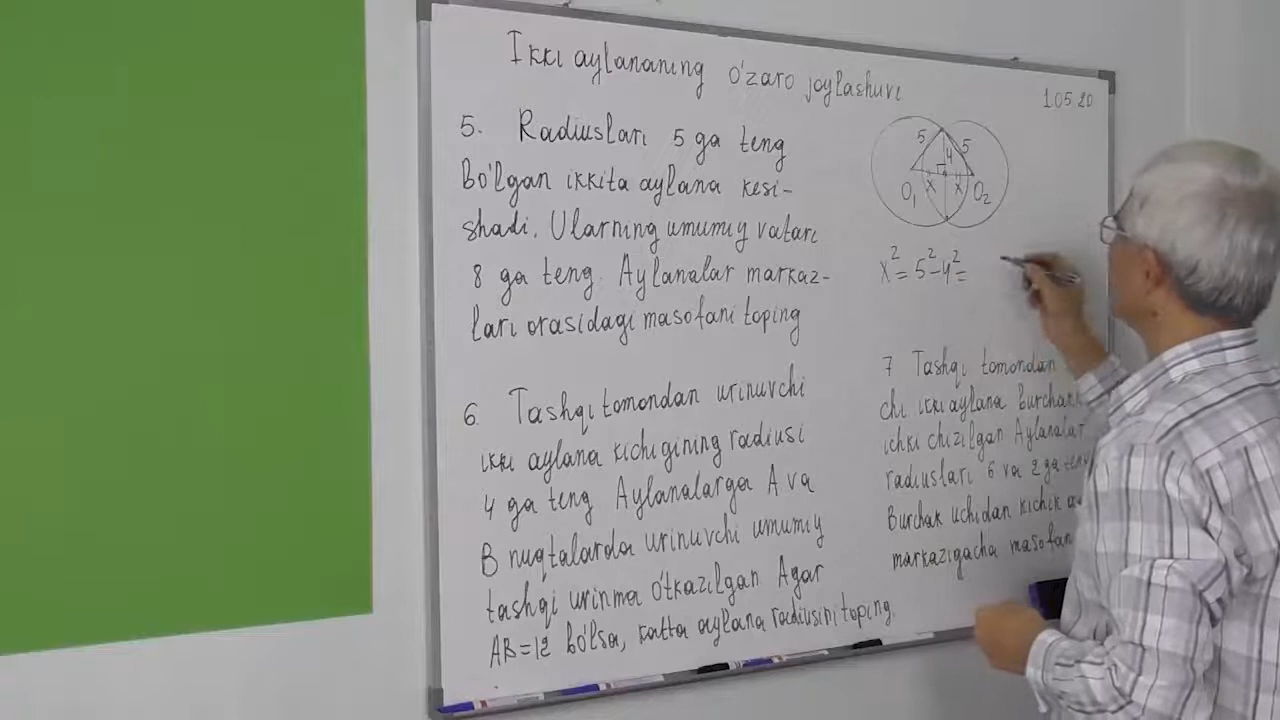 Ikki aylananing o'zaro joylashuvi
1.05.20
5. Radiuslari 5 ga teng
bo'lgan ikkita aylana kesi-
shadi. Ularning umumiy vatari
8 ga teng. Aylanalar markaz-
lari orasidagi masofani toping
5 5
4
x x
O₁ O₂
x² = 5² - 4² =
6. Tashqi tomondan urinuvchi
ikki aylana kichigining radiusi
4 ga teng Aylanalarga A va
B nuqtalarda urinuvchi umumiy
tashqi urinma o'tkazilgan Agar
AB = 12 bo'lsa, katta aylana radiusini toping.
7 Tashqi tomondan
chi ikki aylana Burchak
ichki chizilgan Aylanalar
radiuslari 6 va 2 ga
Burchak uchidan kichik
markazigacha masofan